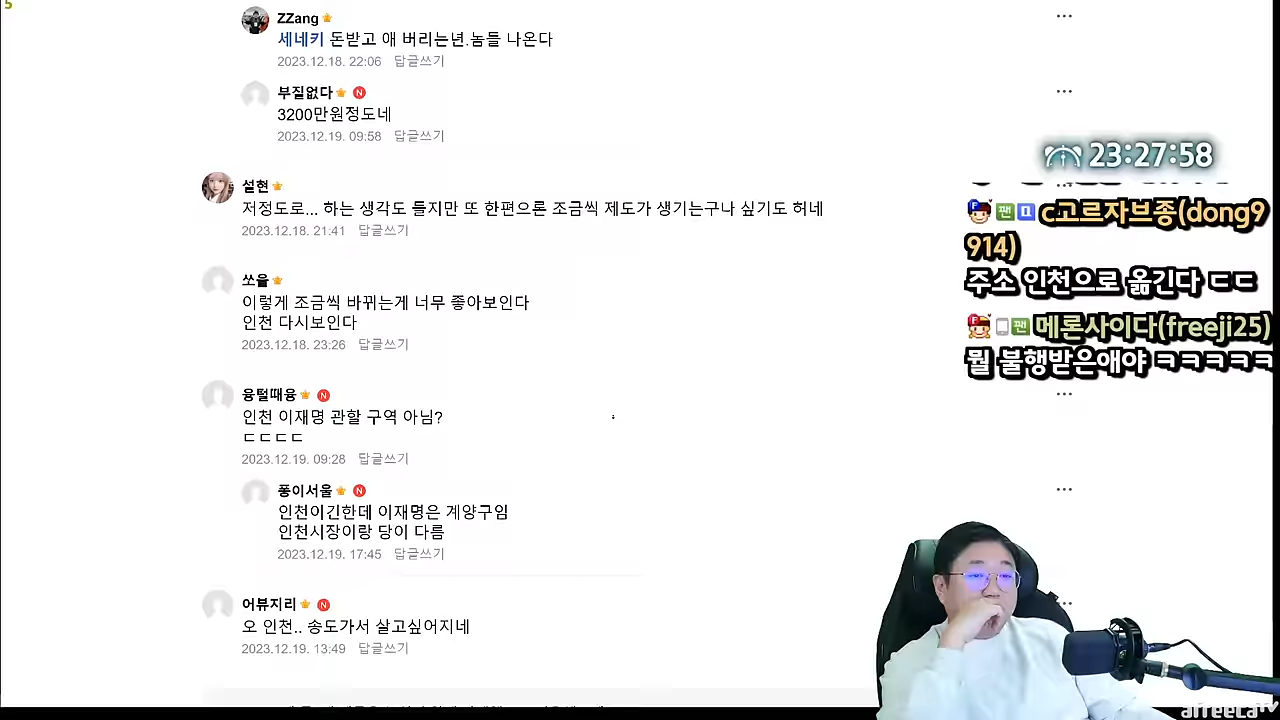 5
ZZang
세네키 돈받고 애 버리는년.놈들 나온다
2023.12.18. 22:06 답글쓰기
부질없다 N
3200만원정도네
2023.12.19. 09:58 답글쓰기
설현
저정도로... 하는 생각도 들지만 또 한편으론 조금씩 제도가 생기는구나 싶기도 허네
2023.12.18. 21:41 답글쓰기
쏘을
이렇게 조금씩 바뀌는게 너무 좋아보인다
인천 다시보인다
2023.12.18. 23:26 답글쓰기
융털때융 N
인천 이재명 관할 구역 아님?
ㄷㄷㄷㄷ
2023.12.19. 09:28 답글쓰기
퐁이서울 N
인천이긴한데 이재명은 계양구임
인천시장이랑 당이 다름
2023.12.19. 17:45 답글쓰기
어뷰지리 N
오 인천.. 송도가서 살고싶어지네
2023.12.19. 13:49 답글쓰기
23:27:58
F 팬 c고르자브종(dong9
914)
주소 인천으로 옮긴다 ㄷㄷ
F 팬 메론사이다(freeji25)
뭘 불행받은애야 ㅋㅋㅋㅋㅋ
afreecaTV